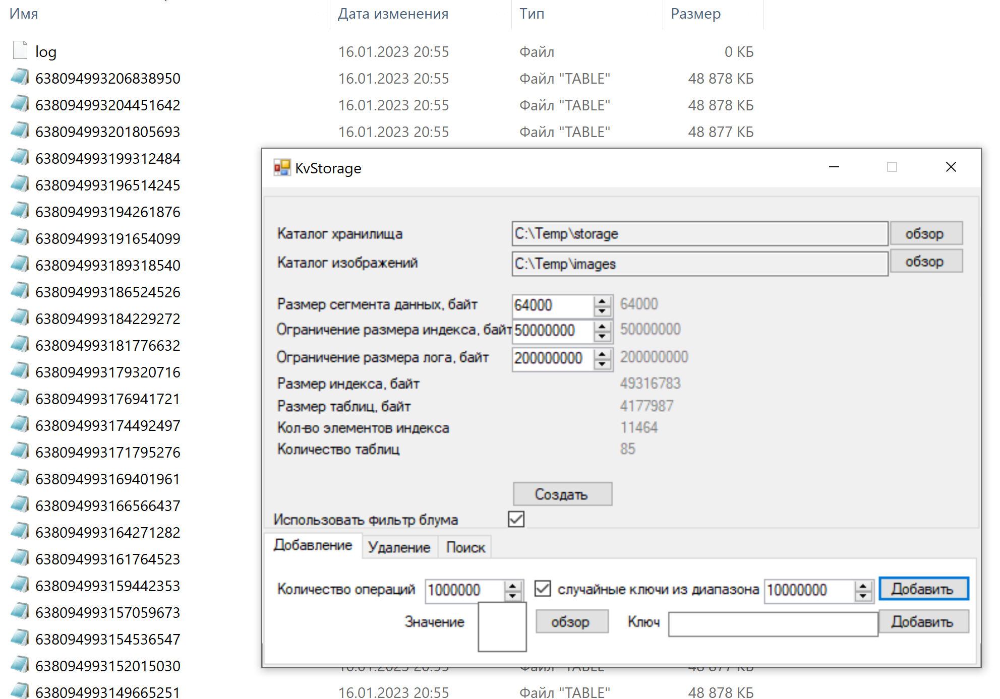 Имя Дата изменения Тип Размер
log 16.01.2023 20:55 Файл 0 КБ
638094993206838950 16.01.2023 20:55 Файл "TABLE" 48 878 КБ
638094993204451642 16.01.2023 20:55 Файл "TABLE" 48 878 КБ
638094993201805693 16.01.2023 20:55 Файл "TABLE" 48 877 КБ
638094993199312484
638094993196514245
638094993194261876
638094993191654099
638094993189318540
638094993186524526
638094993184229272
638094993181776632
638094993179320716
638094993176941721
638094993174492497
638094993171795276
638094993169401961
638094993166566437
638094993164271282
638094993161764523
638094993159442353
638094993157059673
638094993154536547
638094993152015030
638094993149665251 16.01.2023 20:55 Файл "TABLE" 48 878 КБ
KvStorage
Каталог хранилища C:\Temp\storage обзор
Каталог изображений C:\Temp\images обзор
Размер сегмента данных, байт 64000 64000
Ограничение размера индекса, байт 50000000 50000000
Ограничение размера лога, байт 200000000 200000000
Размер индекса, байт 49316783
Размер таблиц, байт 4177987
Кол-во элементов индекса 11464
Количество таблиц 85
Создать
Использовать фильтр блума
Добавление Удаление Поиск
Количество операций 1000000 случайные ключи из диапазона 10000000 Добавить
Значение обзор Ключ Добавить